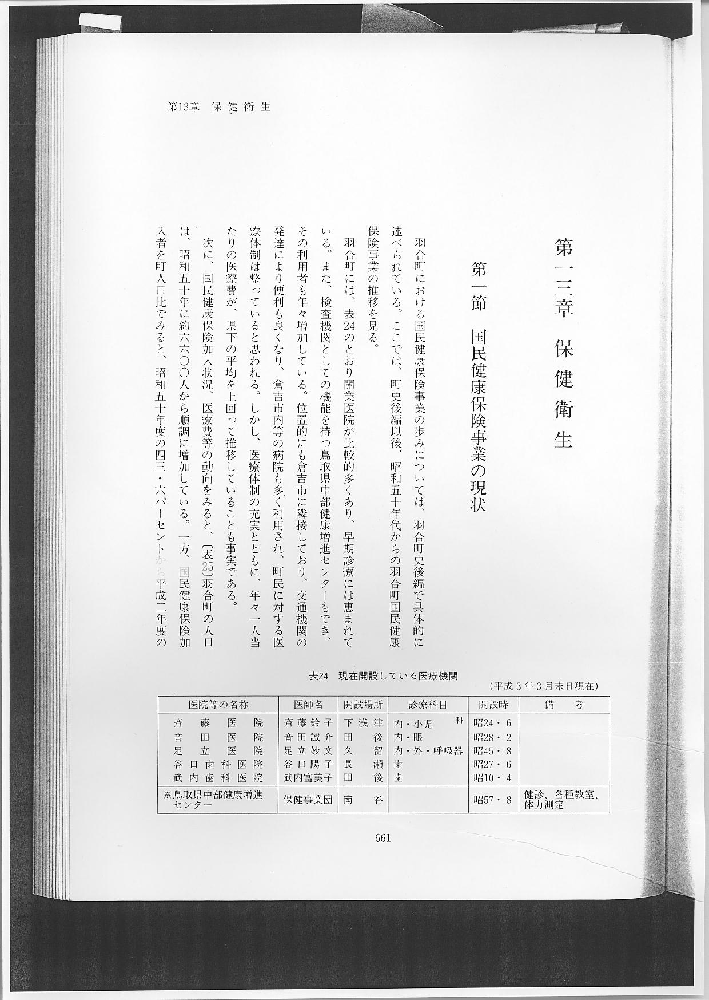 第13章　保健衛生
第一三章　保健衛生
第一節　国民健康保険事業の現状
羽合町における国民健康保険事業の歩みについては、羽合町史後編で具体的に
述べられている。ここでは、町史後編以後、昭和五十年代からの羽合町国民健康
保険事業の推移を見る。
羽合町には、表24のとおり開業医院が比較的多くあり、早期診療には恵まれて
いる。また、検査機関としての機能を持つ鳥取県中部健康増進センターもでき、
その利用者も年々増加している。位置的にも倉吉市に隣接しており、交通機関の
発達により便利も良くなり、倉吉市内等の病院も多く利用され、町民に対する医
療体制は整っていると思われる。しかし、医療体制の充実とともに、年々一人当
たりの医療費が、県下の平均を上回って推移していることも事実である。
次に、国民健康保険加入状況、医療費等の動向をみると、〔表25〕羽合町の人口
は、昭和五十年に約六六〇〇人から順調に増加している。一方、国民健康保険加
入者を町人口比でみると、昭和五十年度の四三・六パーセントから平成二年度の
表24　現在開設している医療機関
（平成3年3月末日現在）
医院等の名称　医師名　開設場所　診療科目　開設時　備考
斉藤医院　斉藤鈴子　下浅津　内・小児科　昭24・6
音田医院　音田誠介　田後　内・眼　昭28・2
足立医院　足立妙文　久留　内・外・呼吸器　昭45・8
谷口歯科医院　谷口陽子　長瀬　歯　昭27・6
武内歯科医院　武内富美子　田後　歯　昭10・4
※鳥取県中部健康増進
センター　保健事業団　南谷　昭57・8　健診、各種教室、
体力測定
661